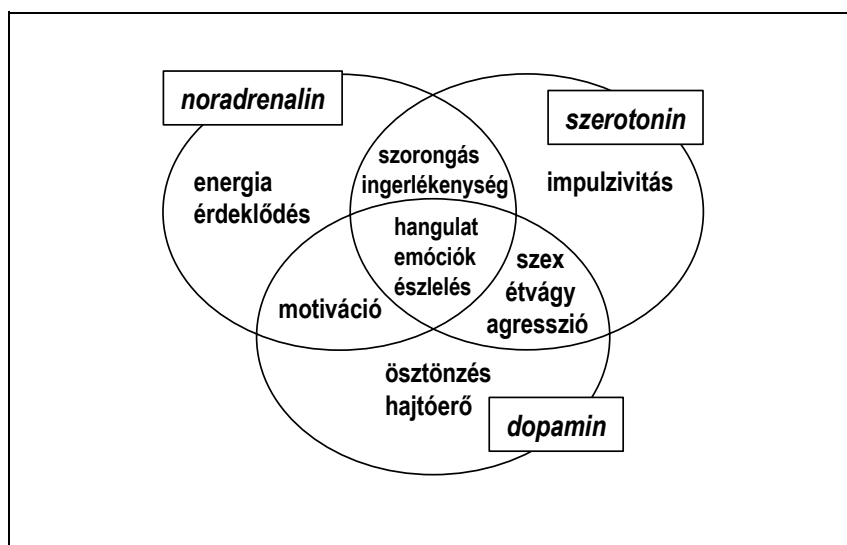 noradrenalin
szerotonin
szorongás
ingerlékenység
energia
érdeklődés
impulzivitás
hangulat
emóciók
észlelés
szex
étvágy
agresszió
motiváció
ösztönzés
hajtóerő
dopamin